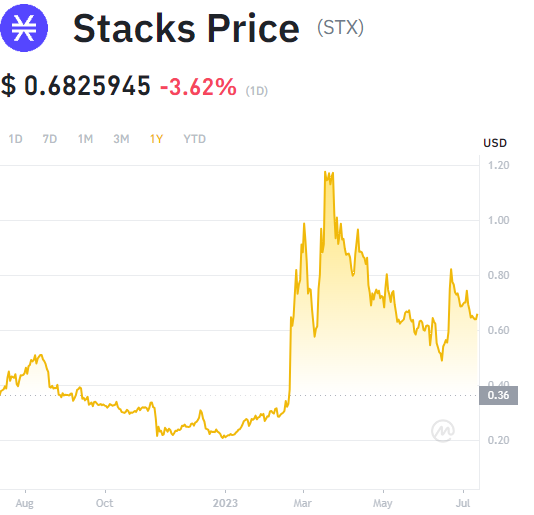 Stacks Price (STX)
$ 0.6825945 -3.62% (1D)
1D 7D 1M 3M 1Y YTD
USD
1.20
1.00
0.80
0.60
0.40
0.36
0.20
Aug Oct 2023 Mar May Jul